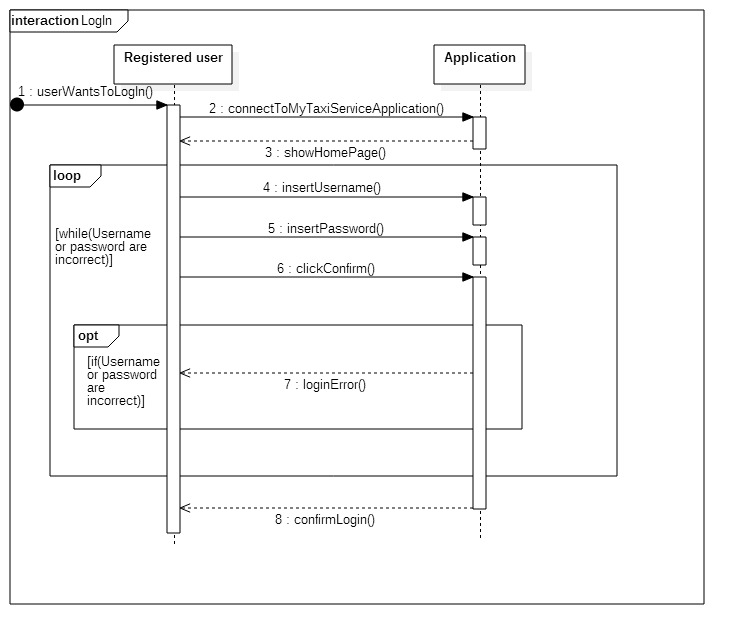 interaction LogIn
Registered user
Application
1 : userWantsToLogIn()
2 : connectToMyTaxiServiceApplication()
3 : showHomePage()
loop
4 : insertUsername()
[while(Username
or password are
incorrect)]
5 : insertPassword()
6 : clickConfirm()
opt
[if(Username
or password
are
incorrect)]
7 : loginError()
8 : confirmLogin()